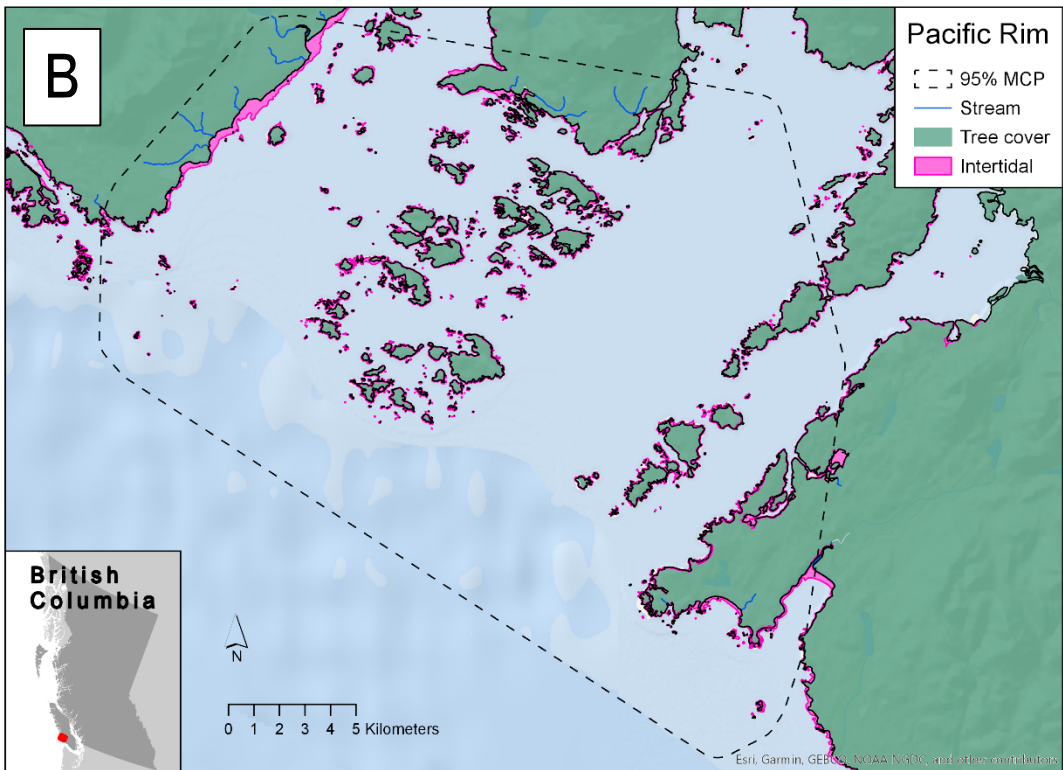 B
Pacific Rim
95% MCP
Stream
Tree cover
Intertidal
British
Columbia
N
0 1 2 3 4 5 Kilometers
Esri, Garmin, GEBCO, NOAA NGDC, and other contributors